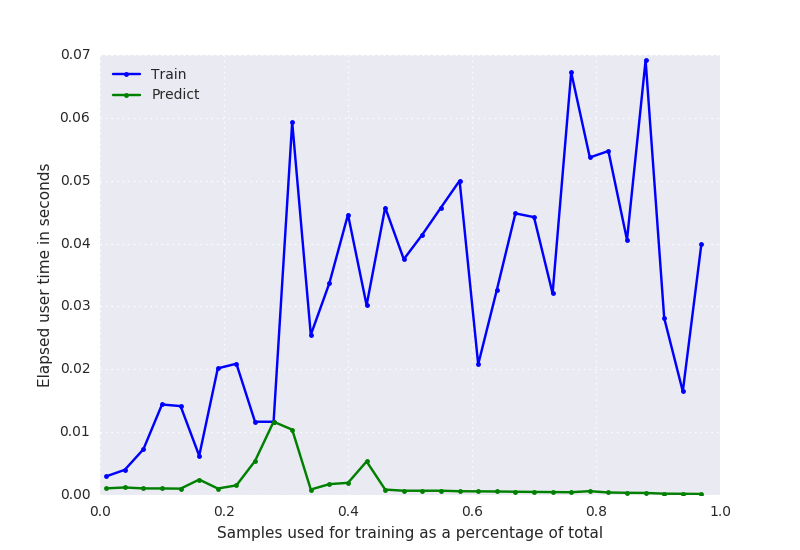 0.07
0.06
0.05
0.04
0.03
0.02
0.01
0.00
Elapsed user time in seconds
Train
Predict
0.0 0.2 0.4 0.6 0.8 1.0
Samples used for training as a percentage of total